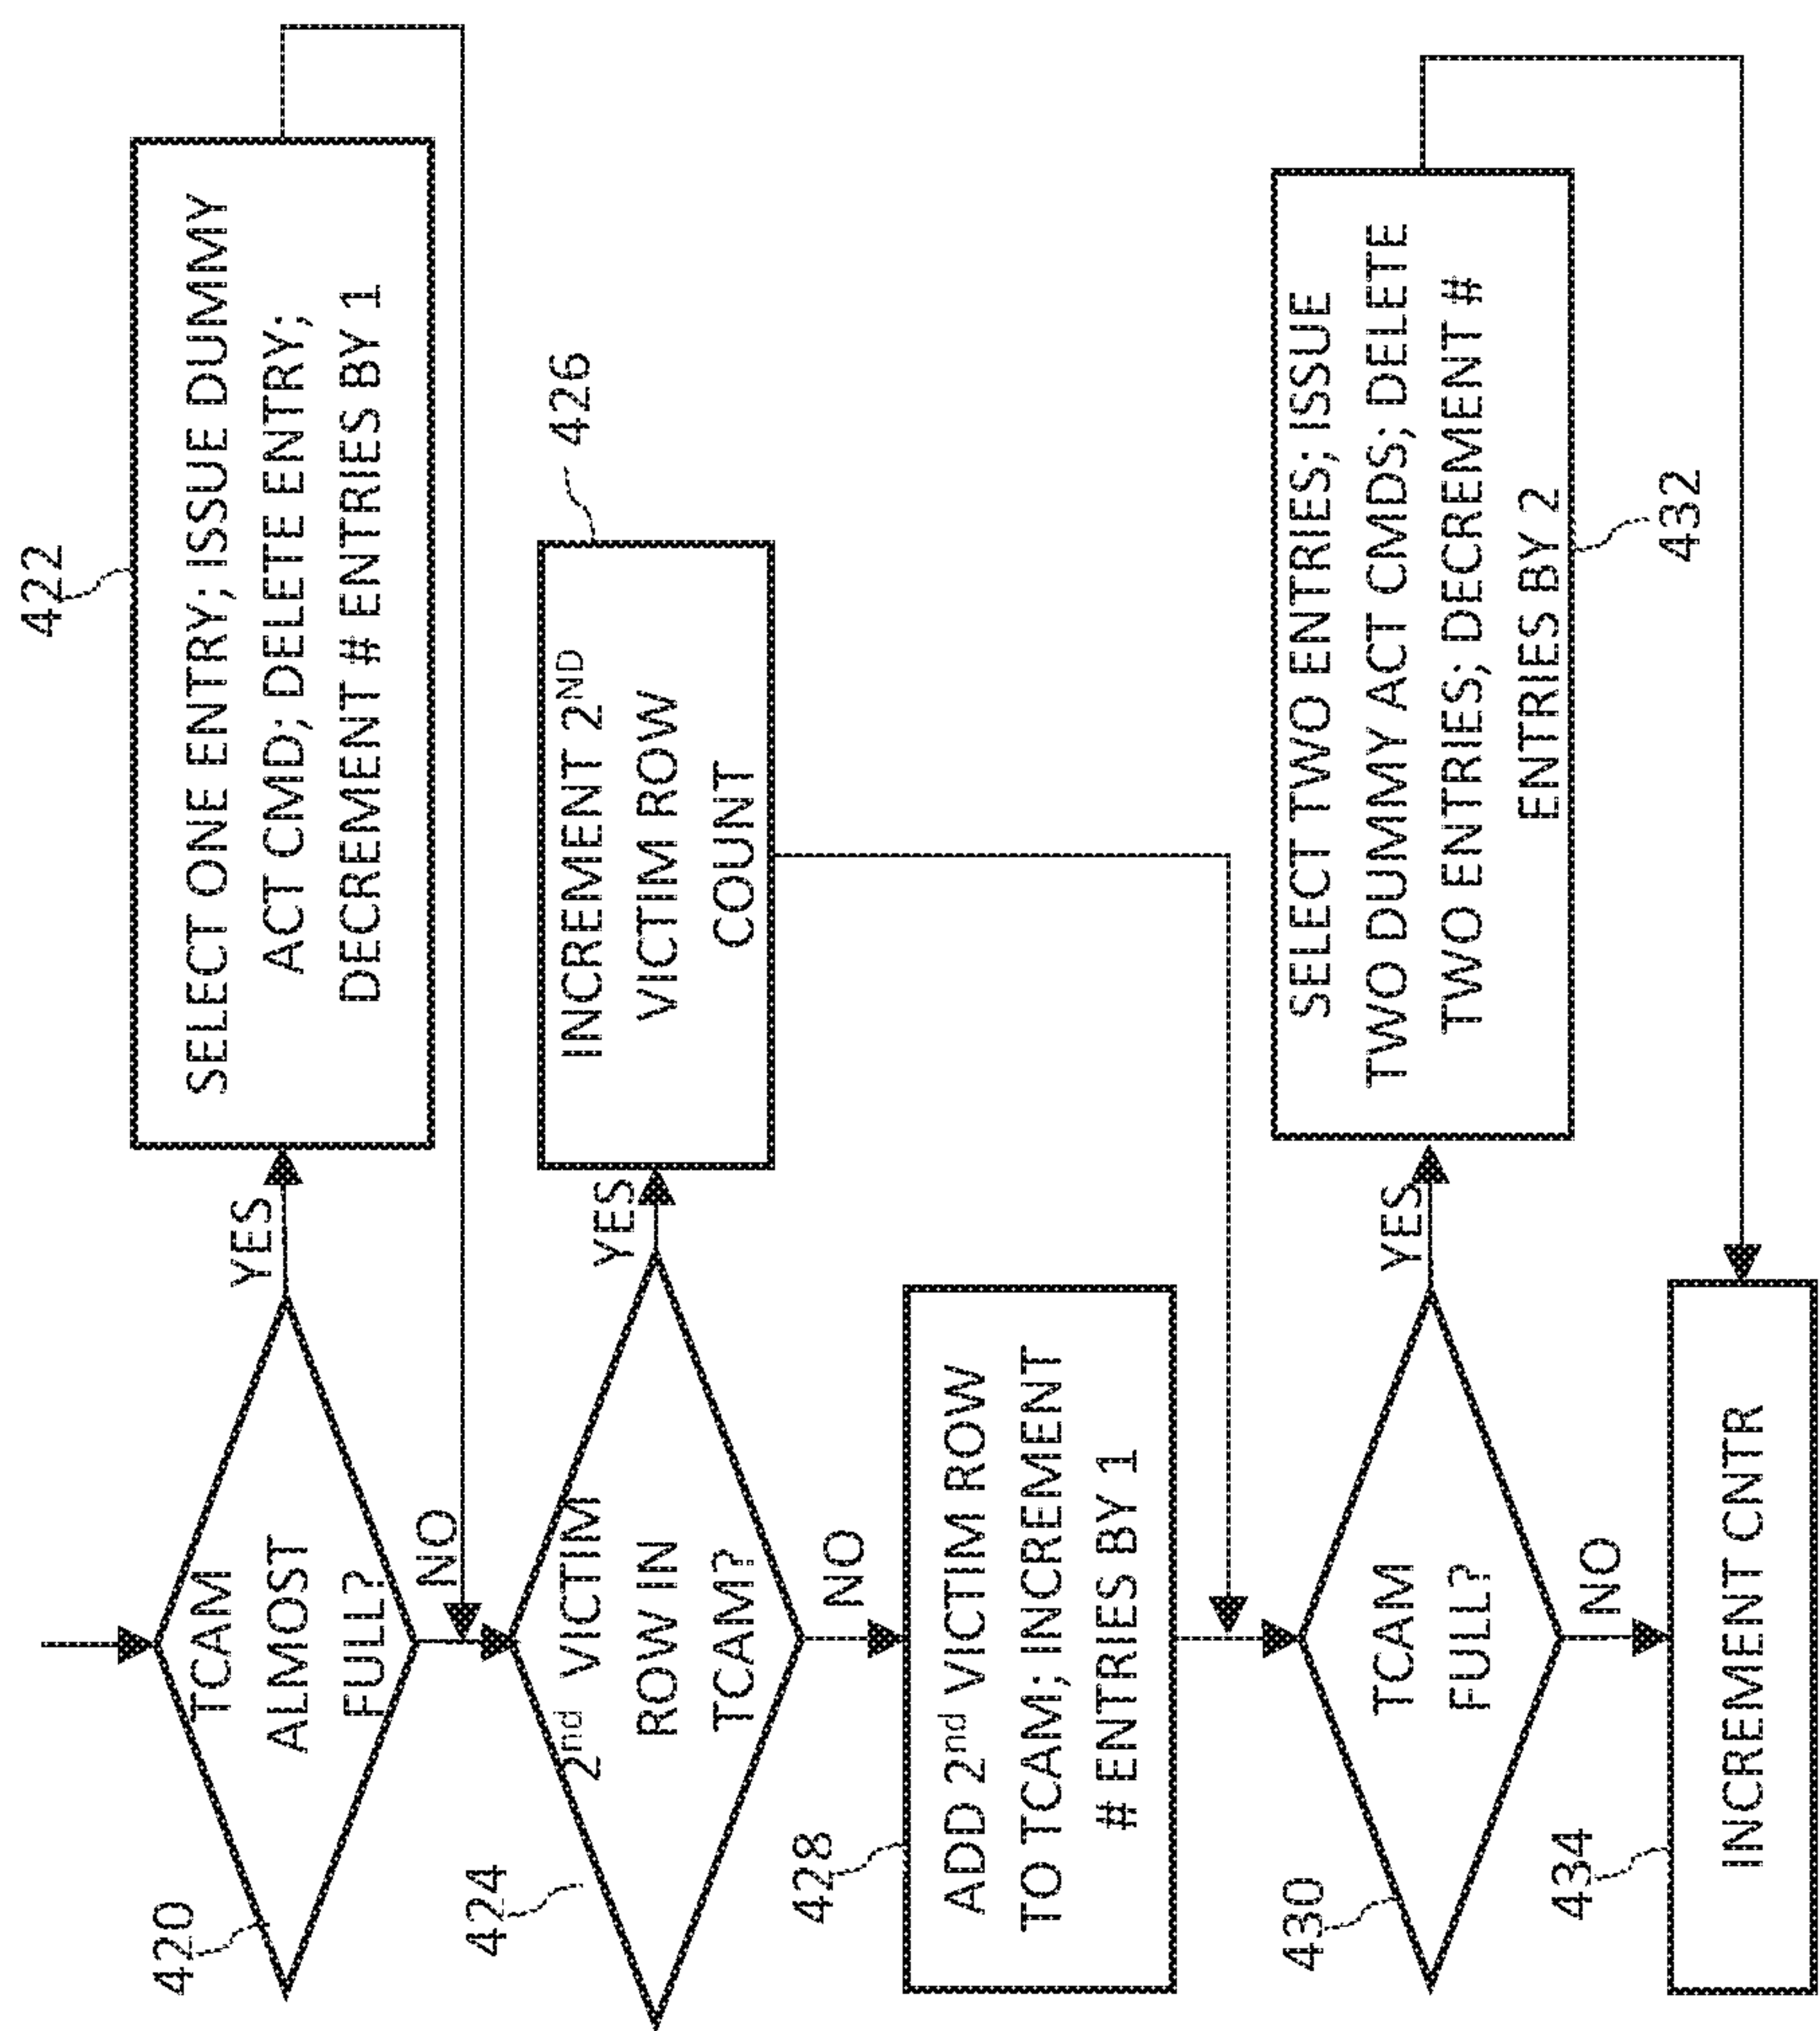 420
TCAM
ALMOST
FULL?
YES
NO
422
SELECT ONE ENTRY; ISSUE DUMMY
ACT CMD; DELETE ENTRY;
DECREMENT # ENTRIES BY 1
424
2nd VICTIM
ROW IN
TCAM?
YES
NO
426
INCREMENT 2ND
VICTIM ROW
COUNT
428
ADD 2nd VICTIM ROW
TO TCAM; INCREMENT
# ENTRIES BY 1
430
TCAM
FULL?
YES
NO
SELECT TWO ENTRIES; ISSUE
TWO DUMMY ACT CMDS; DELETE
TWO ENTRIES; DECREMENT #
ENTRIES BY 2
432
434
INCREMENT CNTR